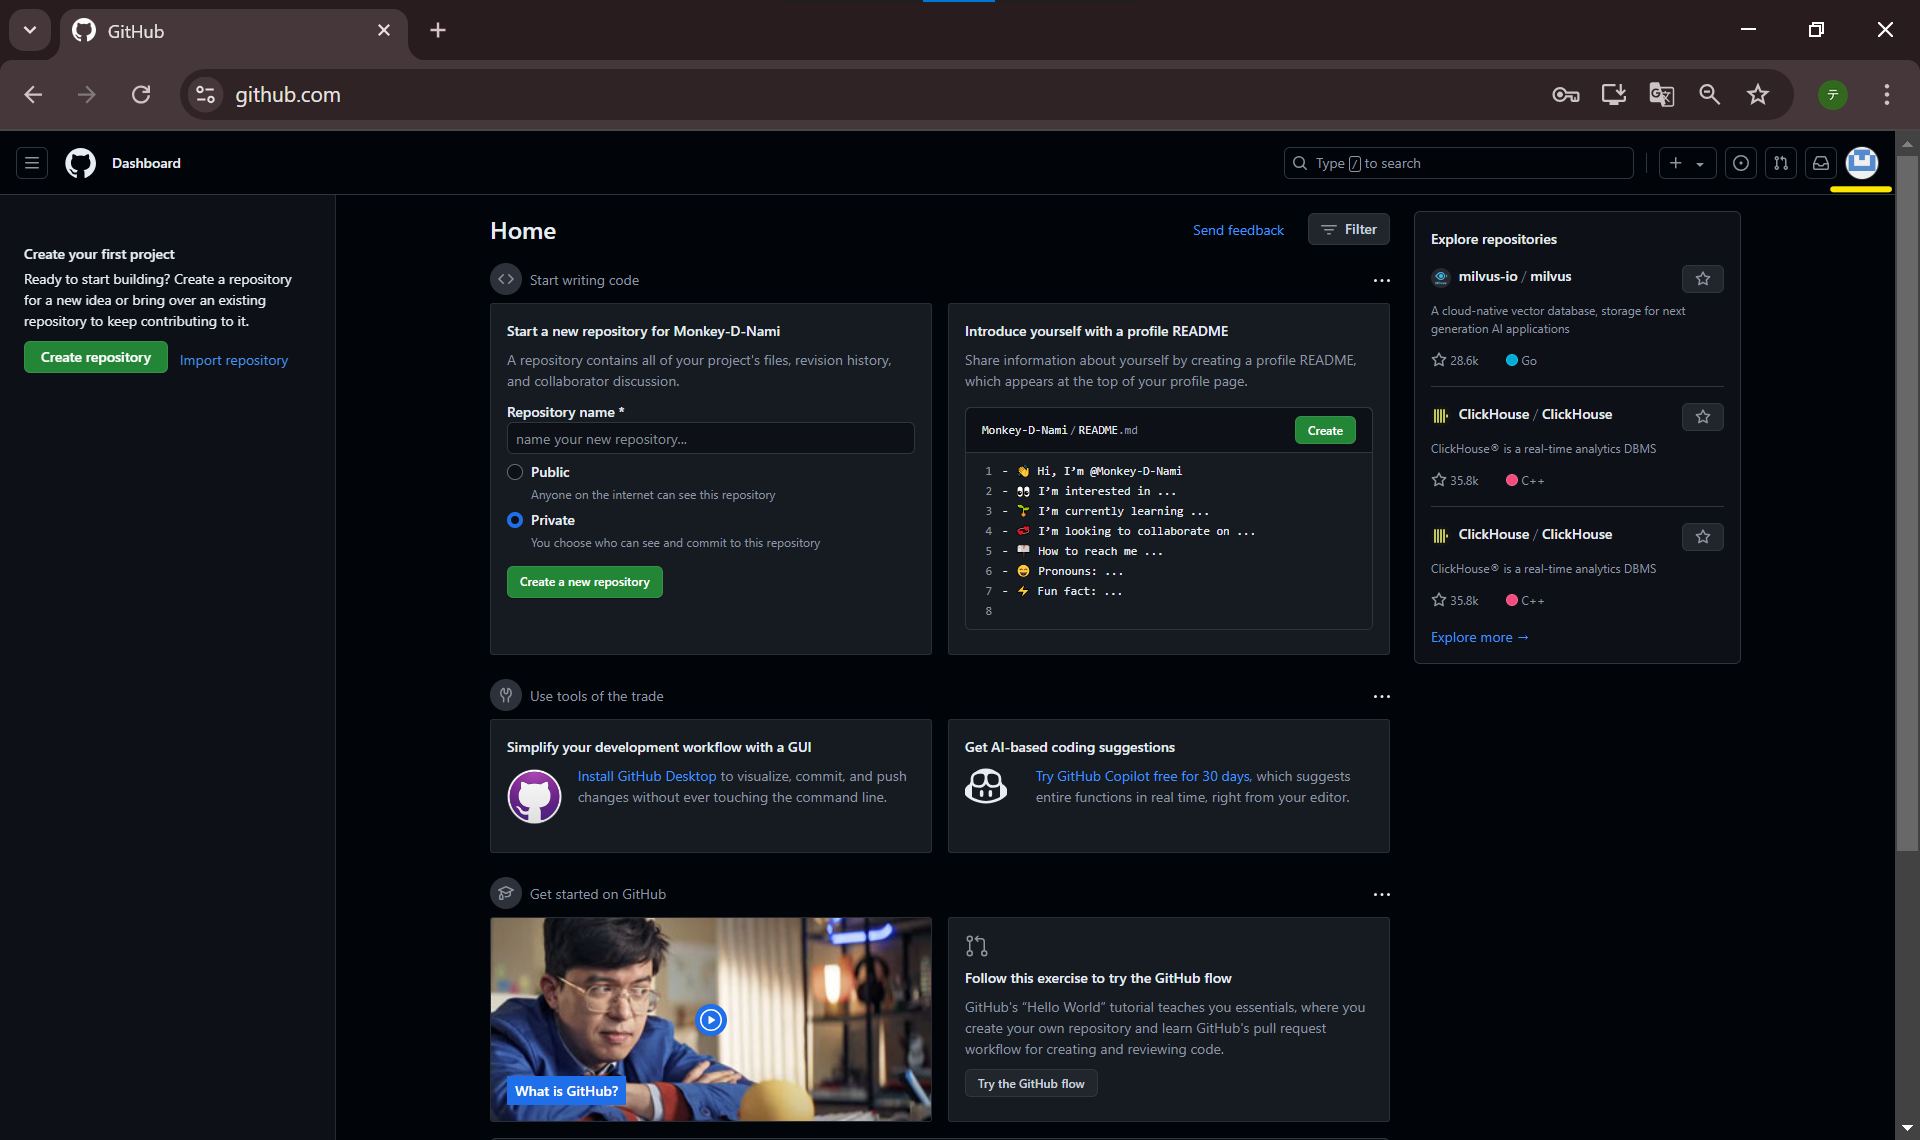 GitHub
github.com
テ
Dashboard
Type / to search
Create your first project
Ready to start building? Create a repository
for a new idea or bring over an existing
repository to keep contributing to it.
Create repository
Import repository
Home
Send feedback
Filter
Start writing code
Start a new repository for Monkey-D-Nami
A repository contains all of your project's files, revision history,
and collaborator discussion.
Repository name *
name your new repository...
Public
Anyone on the internet can see this repository
Private
You choose who can see and commit to this repository
Create a new repository
Introduce yourself with a profile README
Share information about yourself by creating a profile README,
which appears at the top of your profile page.
Monkey-D-Nami / README.md
Create
1 - 👋 Hi, I’m @Monkey-D-Nami
2 - 👀 I’m interested in ...
3 - 🌱 I’m currently learning ...
4 - 💞️ I’m looking to collaborate on ...
5 - 📫 How to reach me ...
6 - 😄 Pronouns: ...
7 - ⚡ Fun fact: ...
8
Use tools of the trade
Simplify your development workflow with a GUI
Install GitHub Desktop to visualize, commit, and push
changes without ever touching the command line.
Get AI-based coding suggestions
Try GitHub Copilot free for 30 days, which suggests
entire functions in real time, right from your editor.
Get started on GitHub
What is GitHub?
Follow this exercise to try the GitHub flow
GitHub's “Hello World” tutorial teaches you essentials, where you
create your own repository and learn GitHub's pull request
workflow for creating and reviewing code.
Try the GitHub flow
Explore repositories
milvus-io / milvus
A cloud-native vector database, storage for next
generation AI applications
28.6k Go
ClickHouse / ClickHouse
ClickHouse® is a real-time analytics DBMS
35.8k C++
ClickHouse / ClickHouse
ClickHouse® is a real-time analytics DBMS
35.8k C++
Explore more →